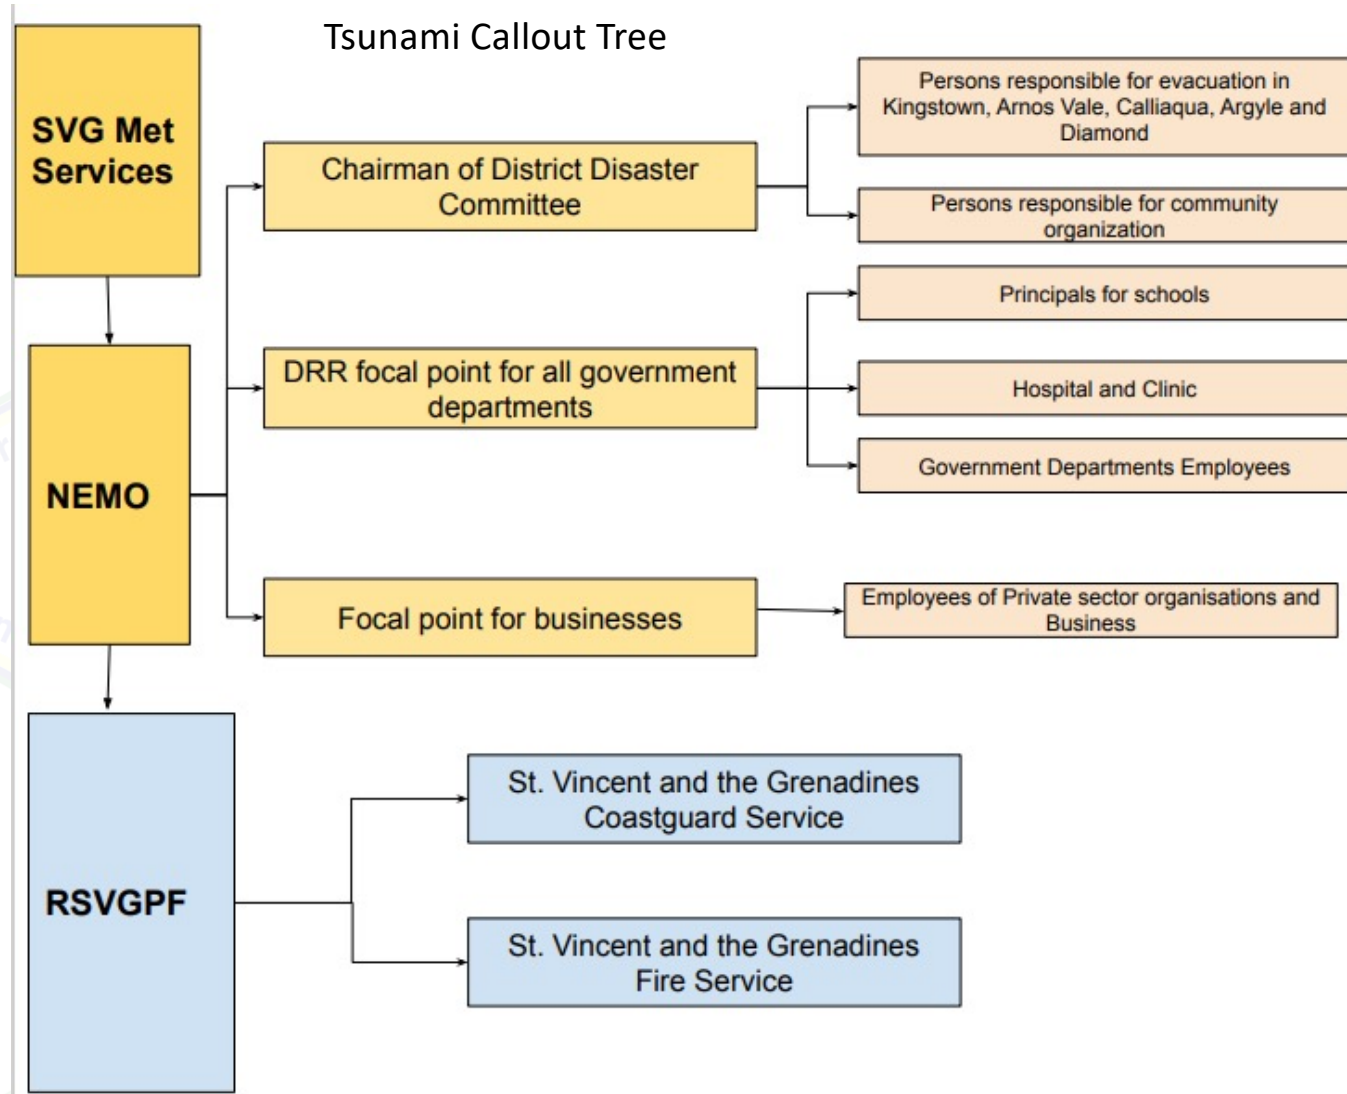 Tsunami Callout Tree
SVG Met
Services
NEMO
RSVGPF
Chairman of District Disaster
Committee
DRR focal point for all government
departments
Focal point for businesses
Persons responsible for evacuation in
Kingstown, Arnos Vale, Calliaqua, Argyle and
Diamond
Persons responsible for community
organization
Principals for schools
Hospital and Clinic
Government Departments Employees
Employees of Private sector organisations and
Business
St. Vincent and the Grenadines
Coastguard Service
St. Vincent and the Grenadines
Fire Service